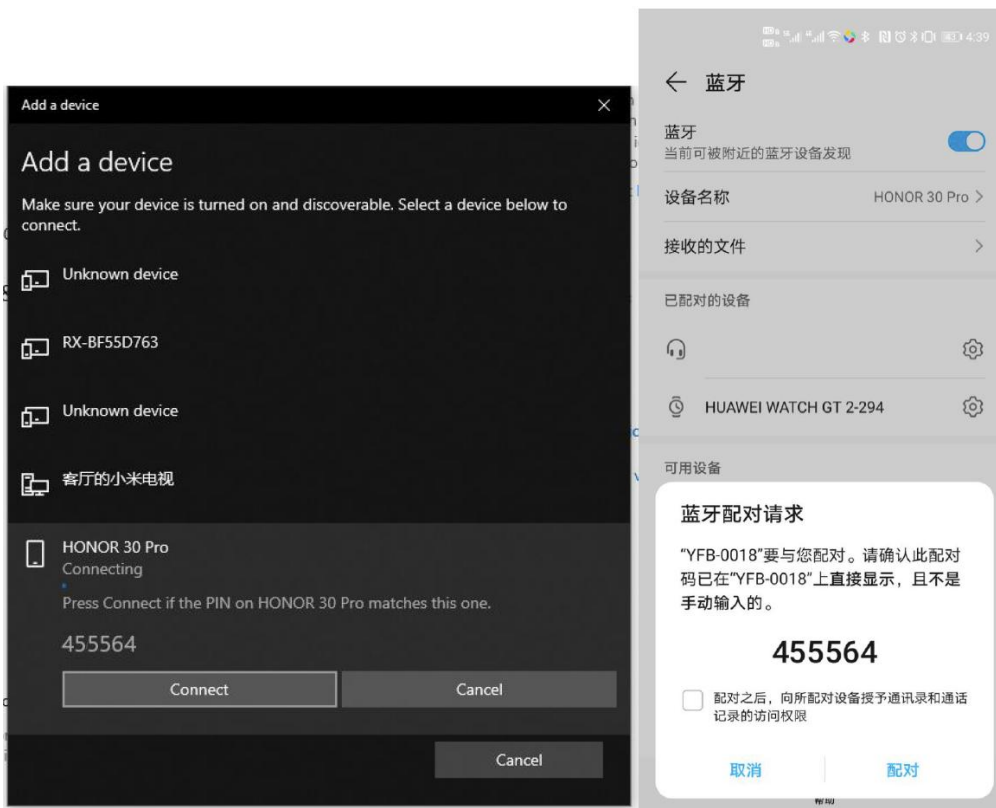 Add a device
Add a device
Make sure your device is turned on and discoverable. Select a device below to
connect.
Unknown device
RX-BF55D763
Unknown device
客厅的小米电视
HONOR 30 Pro
Connecting
Press Connect if the PIN on HONOR 30 Pro matches this one.
455564
Connect
Cancel
Cancel
4:39
蓝牙
蓝牙
当前可被附近的蓝牙设备发现
设备名称
HONOR 30 Pro
接收的文件
已配对的设备
HUAWEI WATCH GT 2-294
可用设备
蓝牙配对请求
“YFB-0018”要与您配对。请确认此配对
码已在“YFB-0018”上直接显示，且不是
手动输入的。
455564
配对之后，向所配对设备授予通讯录和通话
记录的访问权限
取消
配对
帮助